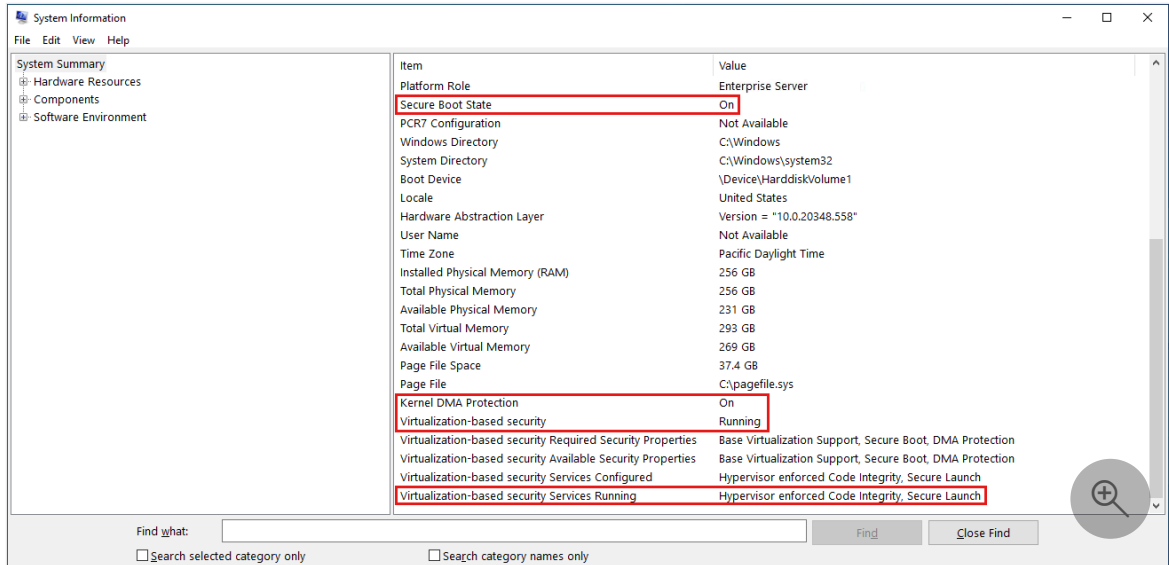 System Information
File Edit View Help
System Summary
Hardware Resources
Components
Software Environment
Item Value
Platform Role Enterprise Server
Secure Boot State On
PCR7 Configuration Not Available
Windows Directory C:\Windows
System Directory C:\Windows\system32
Boot Device \Device\HarddiskVolume1
Locale United States
Hardware Abstraction Layer Version = "10.0.20348.558"
User Name Not Available
Time Zone Pacific Daylight Time
Installed Physical Memory (RAM) 256 GB
Total Physical Memory 256 GB
Available Physical Memory 231 GB
Total Virtual Memory 293 GB
Available Virtual Memory 269 GB
Page File Space 37.4 GB
Page File C:\pagefile.sys
Kernel DMA Protection On
Virtualization-based security Running
Virtualization-based security Required Security Properties Base Virtualization Support, Secure Boot, DMA Protection
Virtualization-based security Available Security Properties Base Virtualization Support, Secure Boot, DMA Protection
Virtualization-based security Services Configured Hypervisor enforced Code Integrity, Secure Launch
Virtualization-based security Services Running Hypervisor enforced Code Integrity, Secure Launch
Find what: Find Close Find
Search selected category only Search category names only